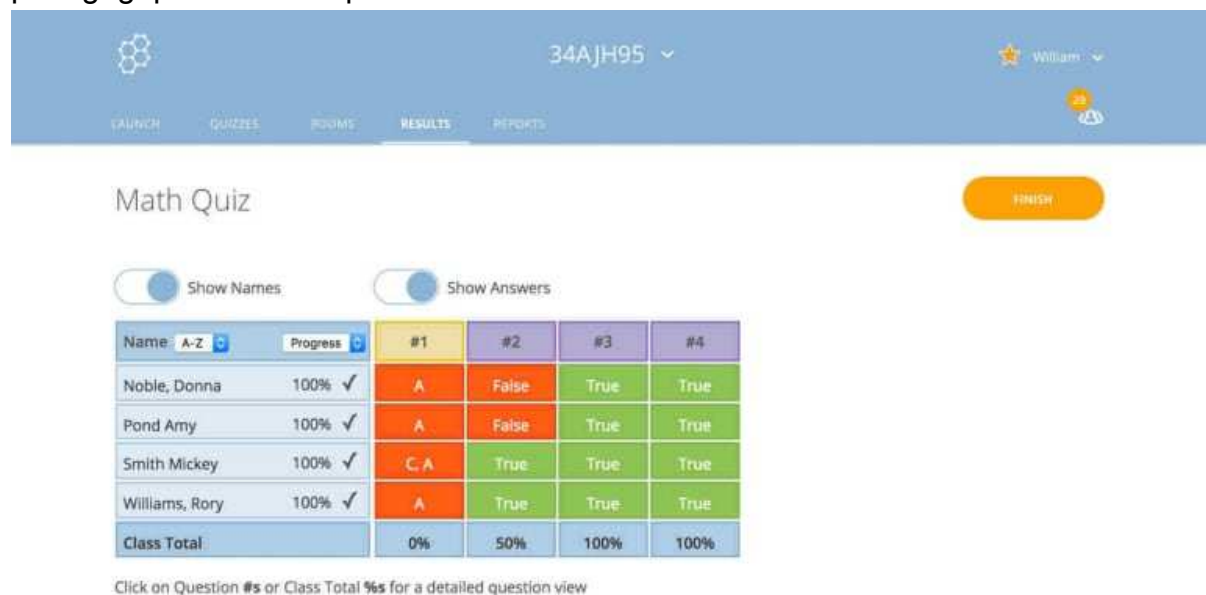 34AJH95
William
LAUNCH QUIZZES ROOMS RESULTS REPORTS
Math Quiz
FINISH
Show Names Show Answers
Name A-Z Progress #1 #2 #3 #4
Noble, Donna 100% ✓ A False True True
Pond Amy 100% ✓ A False True True
Smith Mickey 100% ✓ C, A True True True
Williams, Rory 100% ✓ A True True True
Class Total 0% 50% 100% 100%
Click on Question #s or Class Total %s for a detailed question view